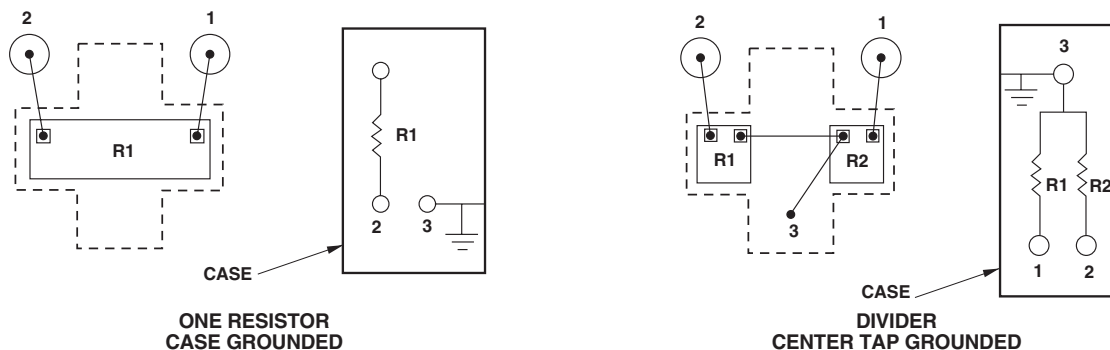 2
1
R1
R1
2
3
CASE
ONE RESISTOR
CASE GROUNDED
2
1
R1
R2
3
3
R1
R2
1
2
CASE
DIVIDER
CENTER TAP GROUNDED